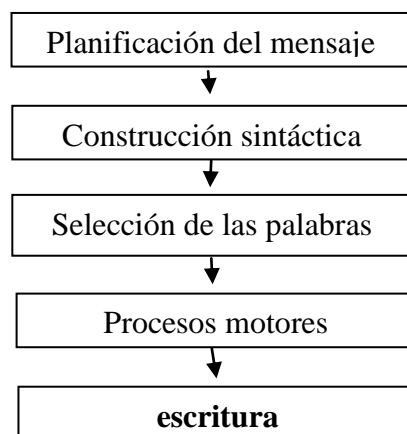 Planificación del mensaje
Construcción sintáctica
Selección de las palabras
Procesos motores
escritura